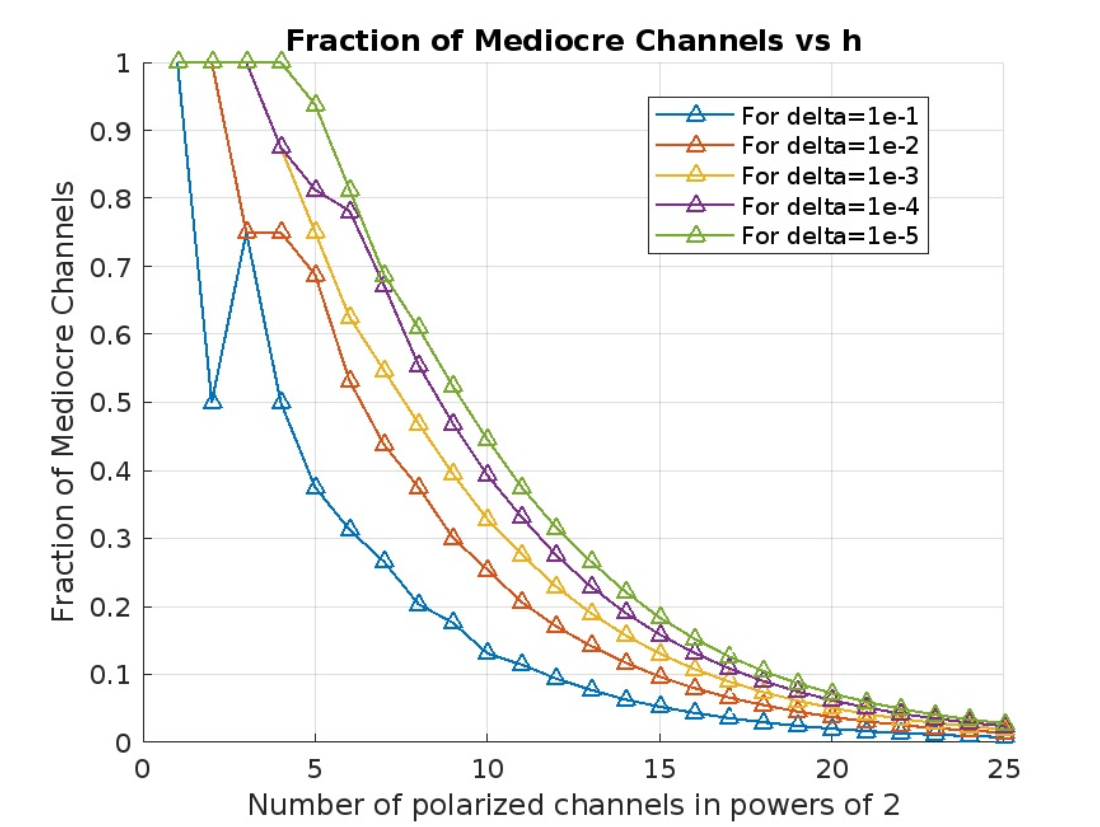 Fraction of Mediocre Channels vs h
Fraction of Mediocre Channels
1
0.9
0.8
0.7
0.6
0.5
0.4
0.3
0.2
0.1
0
For delta=1e-1
For delta=1e-2
For delta=1e-3
For delta=1e-4
For delta=1e-5
0 5 10 15 20 25
Number of polarized channels in powers of 2